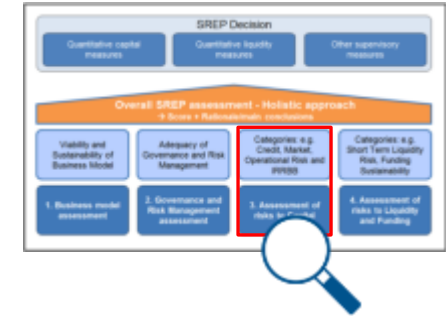 SREP Decision
Quantitative capital
measures
Quantitative liquidity
measures
Other supervisory
measures
Overall SREP assessment - Holistic approach
→ Score + Rationale/main conclusions
Viability and
Sustainability of
Business Model
Adequacy of
Governance and Risk
Management
Categories: e.g.
Credit, Market,
Operational Risk and
IRRBB
Categories: e.g.
Short Term Liquidity
Risk, Funding
Sustainability
1. Business model
assessment
2. Governance and
Risk Management
assessment
3. Assessment of
risks to Capital
4. Assessment of
risks to Liquidity
and Funding